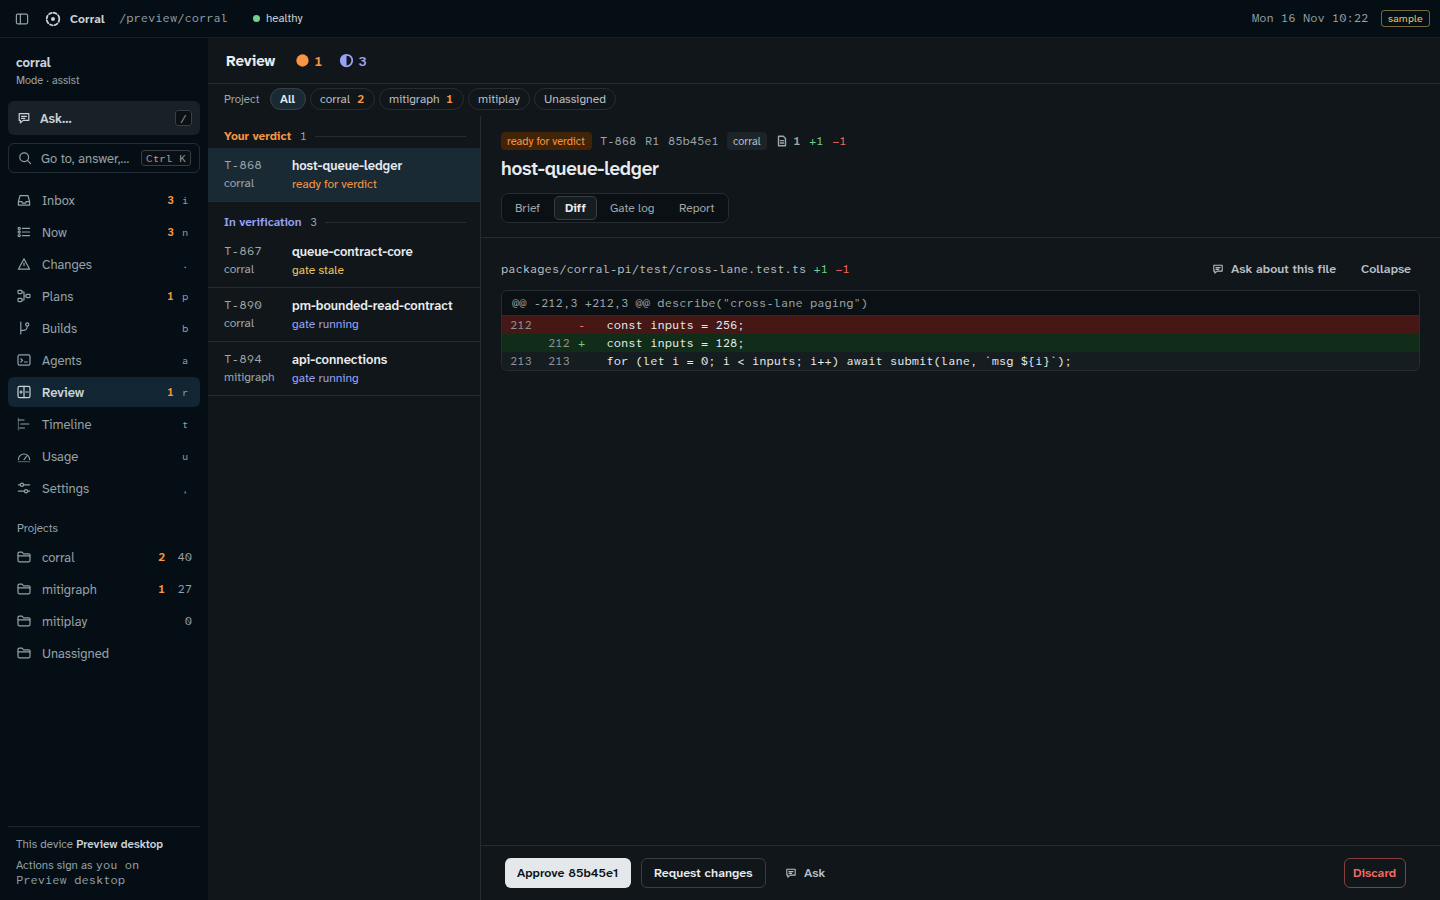 Corral /preview/corral healthy Mon 16 Nov 10:22 sample
corral
Mode · assist
Ask... /
Go to, answer,... Ctrl K
Inbox 3 i
Now 3 n
Changes .
Plans 1 p
Builds b
Agents a
Review 1 r
Timeline t
Usage u
Settings ,
Projects
corral 2 40
mitigraph 1 27
mitiplay 0
Unassigned
This device Preview desktop
Actions sign as you on
Preview desktop
Review 1 3
Project All corral 2 mitigraph 1 mitiplay Unassigned
Your verdict 1
T-868 host-queue-ledger
corral ready for verdict
In verification 3
T-867 queue-contract-core
corral gate stale
T-890 pm-bounded-read-contract
corral gate running
T-894 api-connections
mitigraph gate running
ready for verdict T-868 R1 85b45e1 corral 1 +1 −1
host-queue-ledger
Brief Diff Gate log Report
packages/corral-pi/test/cross-lane.test.ts +1 −1 Ask about this file Collapse
@@ -212,3 +212,3 @@ describe("cross-lane paging")
212 - const inputs = 256;
212 + const inputs = 128;
213 213 for (let i = 0; i < inputs; i++) await submit(lane, `msg ${i}`);
Approve 85b45e1 Request changes Ask Discard